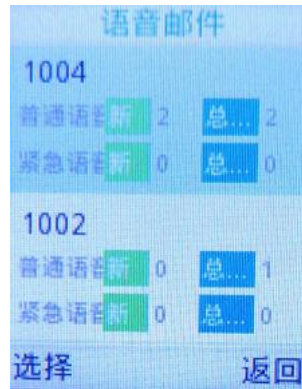 语音邮件
1004
普通语音 新 2 总... 2
紧急语音 新 0 总... 0
1002
普通语音 新 0 总... 1
紧急语音 新 0 总... 0
选择 返回